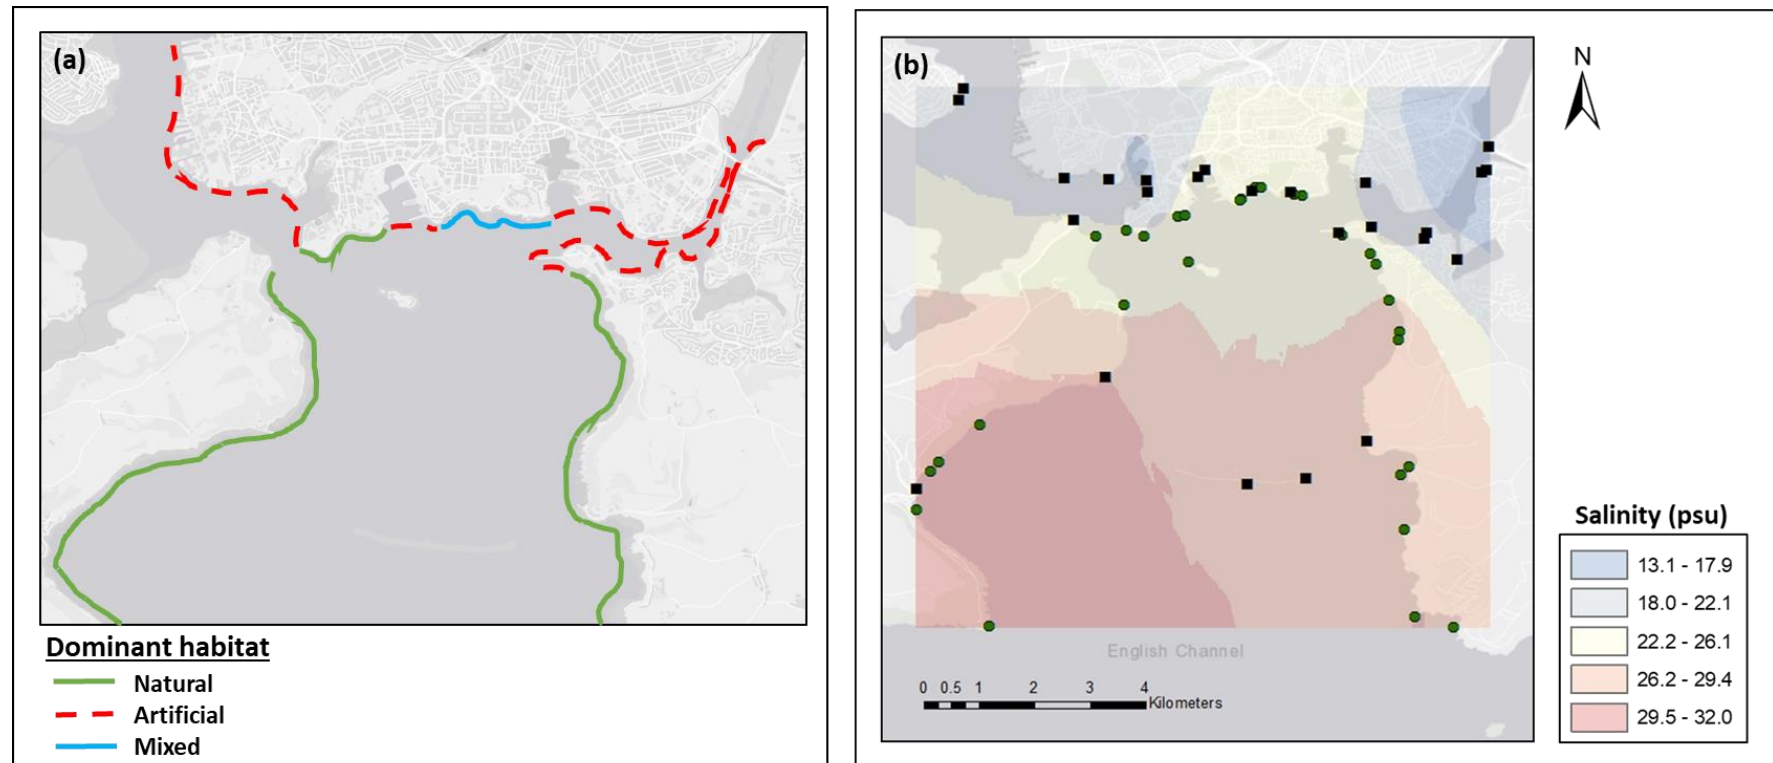 (a)
Dominant habitat
Natural
Artificial
Mixed
(b)
English Channel
0 0.5 1 2 3 4
Kilometers
N
Salinity (psu)
13.1 - 17.9
18.0 - 22.1
22.2 - 26.1
26.2 - 29.4
29.5 - 32.0